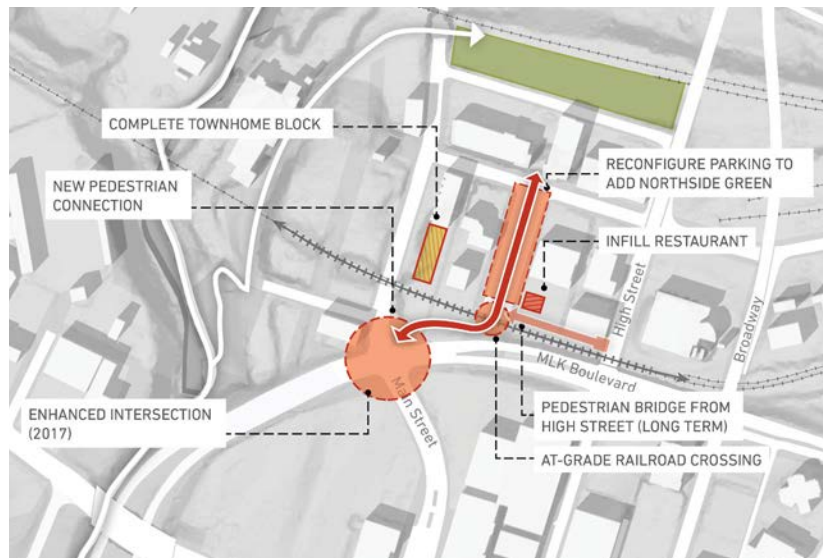 COMPLETE TOWNHOME BLOCK
NEW PEDESTRIAN
CONNECTION
RECONFIGURE PARKING TO
ADD NORTHSIDE GREEN
INFILL RESTAURANT
High Street
Broadway
MLK Boulevard
Main Street
ENHANCED INTERSECTION
(2017)
PEDESTRIAN BRIDGE FROM
HIGH STREET (LONG TERM)
AT-GRADE RAILROAD CROSSING